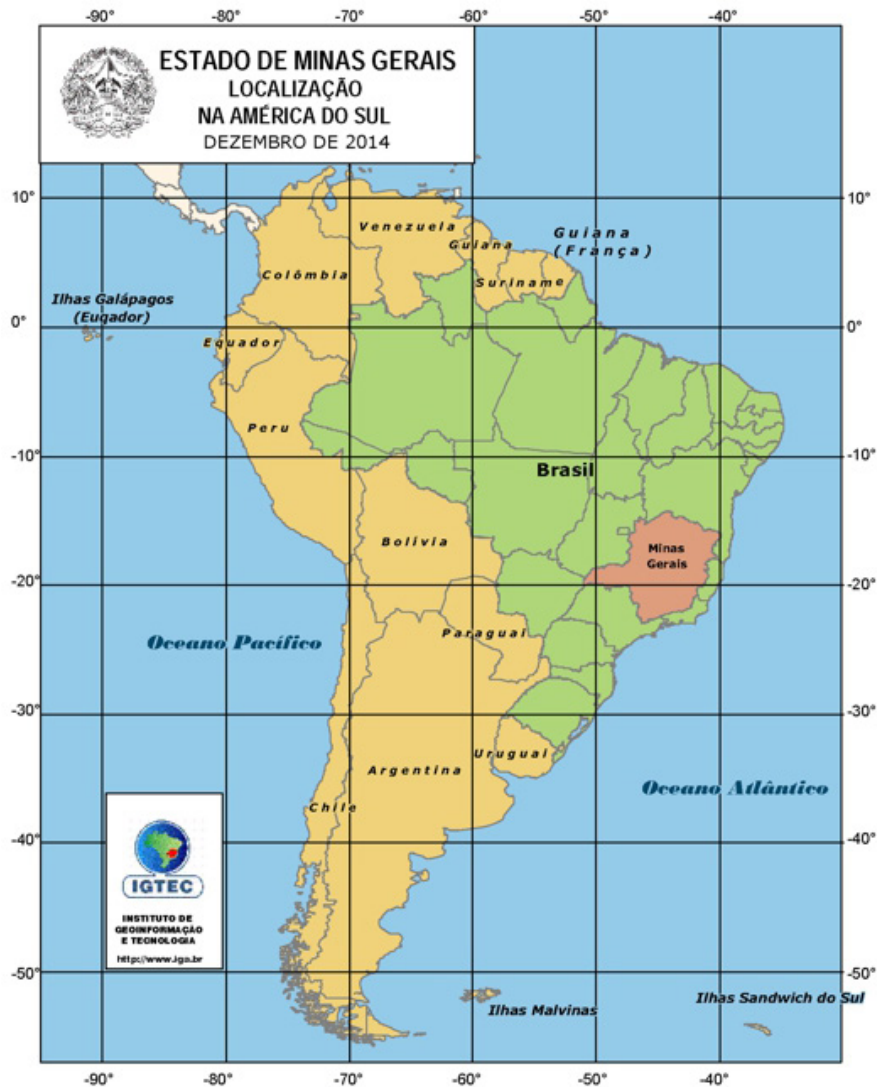 -90°
-80°
-70°
-60°
-50°
-40°
ESTADO DE MINAS GERAIS
LOCALIZAÇÃO
NA AMÉRICA DO SUL
DEZEMBRO DE 2014
10°
10°
Venezuela
Guiana
Guiana
(França)
Colômbia
Suriname
Ilhas Galápagos
(Euqador)
0°
0°
Equador
Peru
-10°
Brasil
-10°
Bolivia
Minas
Gerais
-20°
-20°
Oceano Pacífico
Paraguai
-30°
-30°
Uruguai
Argentina
Oceano Atlântico
Chile
-40°
-40°
IGTEC
INSTITUTO DE
GEOINFORMAÇÃO
E TECNOLOGIA
http://www.iga.br
-50°
-50°
Ilhas Malvinas
Ilhas Sandwich do Sul
-90°
-80°
-70°
-60°
-50°
-40°